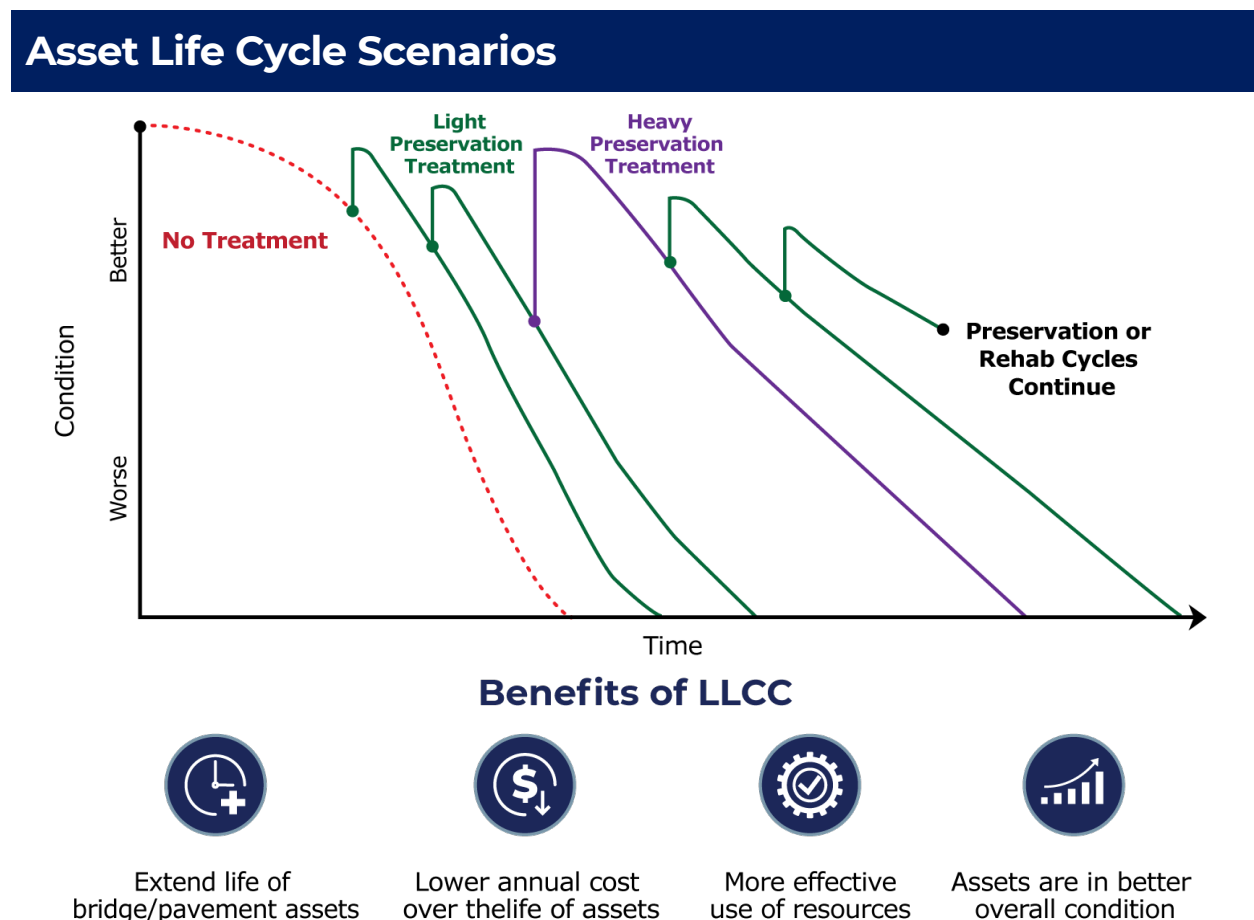 Asset Life Cycle Scenarios
Light
Preservation
Treatment
Heavy
Preservation
Treatment
No Treatment
Better
Condition
Worse
Preservation or
Rehab Cycles
Continue
Time
Benefits of LLCC
Extend life of
bridge/pavement assets
Lower annual cost
over thelife of assets
More effective
use of resources
Assets are in better
overall condition